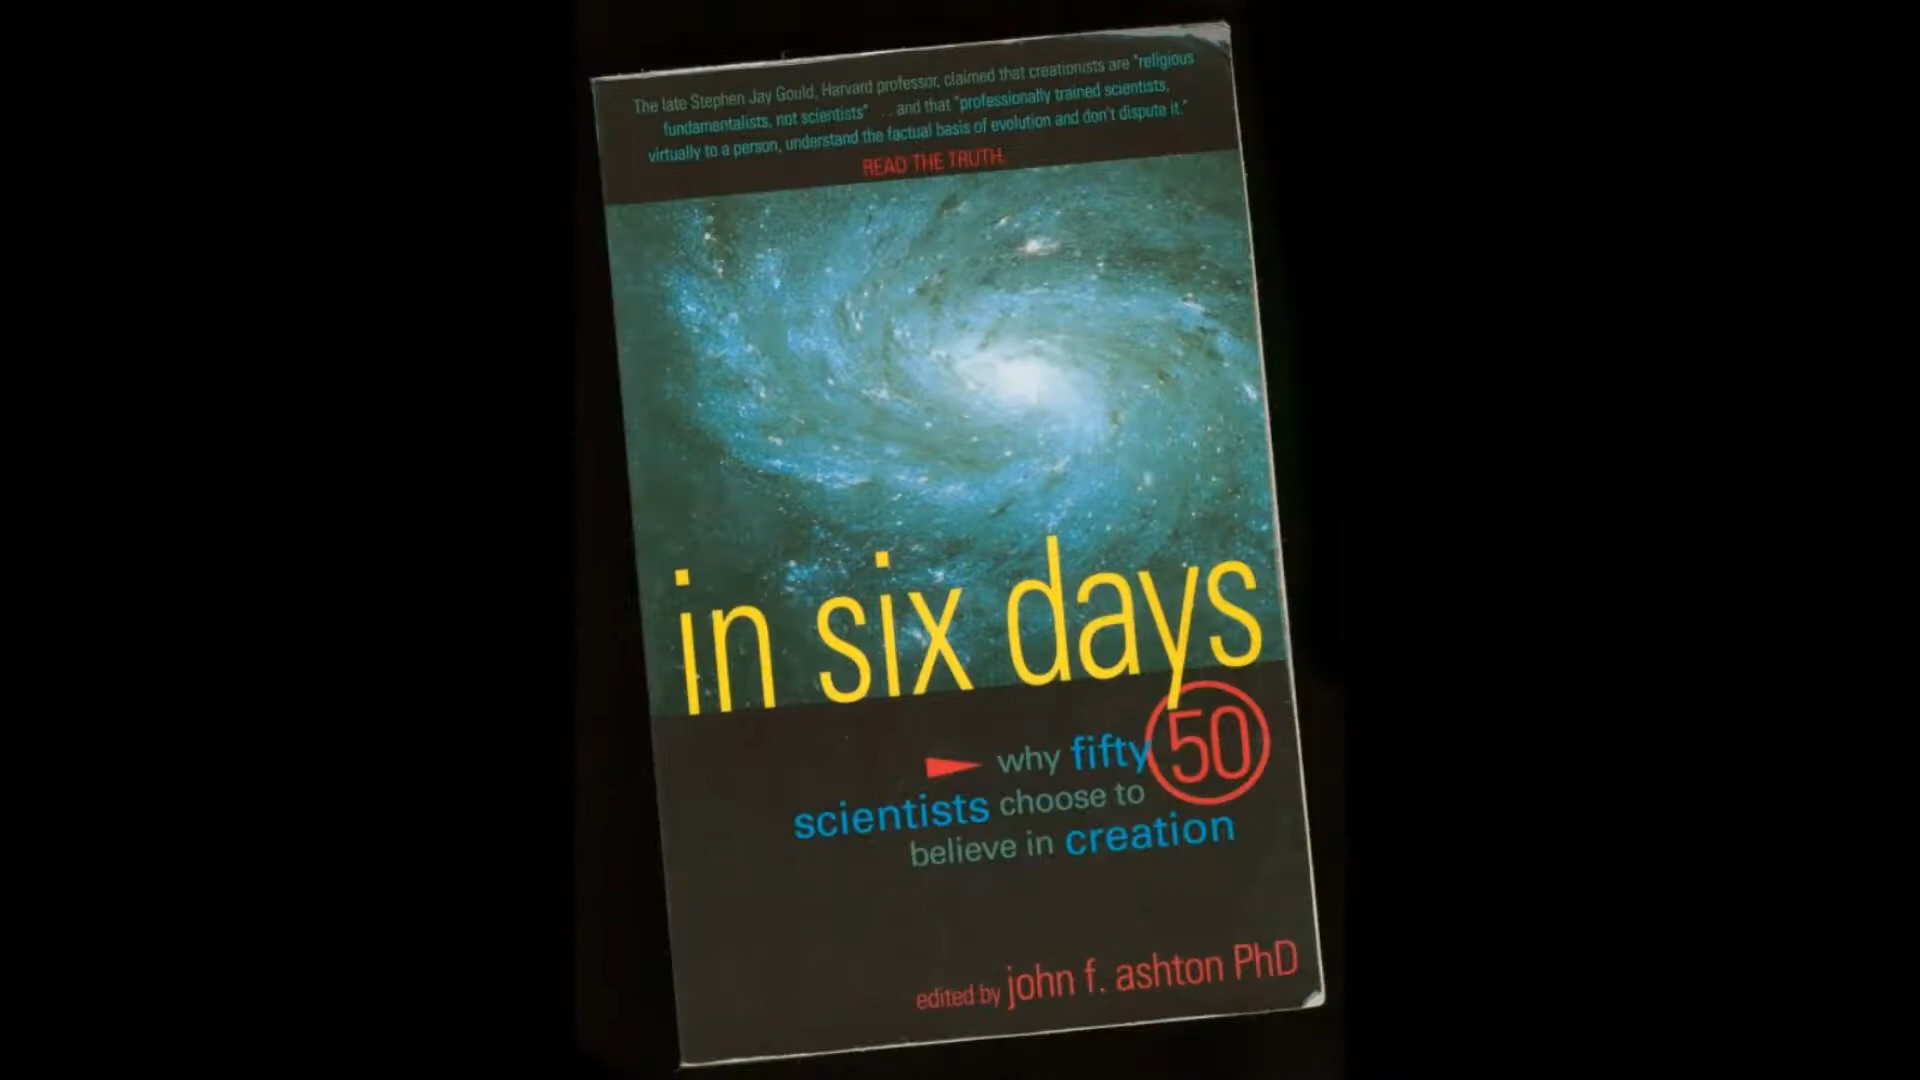 The late Stephen Jay Gould, Harvard professor, claimed that creationists are "religious
fundamentalists, not scientists" . . . and that "professionally trained scientists,
virtually to a person, understand the factual basis of evolution and don't dispute it."
READ THE TRUTH.
in six days
why fifty 50
scientists choose to
believe in creation
edited by john f. ashton PhD